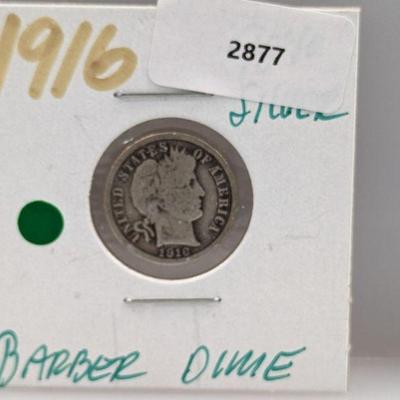 1916
2877
SILVER
UNITED STATES OF AMERICA
1916
BARBER DIME